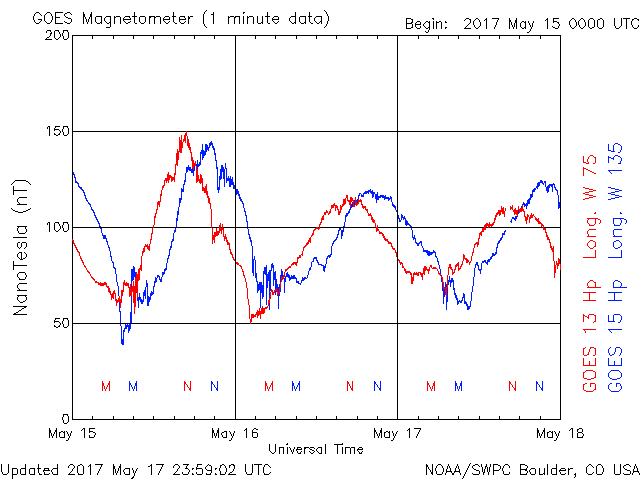 GOES Magnetometer (1 minute data)
Begin: 2017 May 15 0000 UTC
200
150
100
50
0
NanoTesla (nT)
M M N N M M N N M M N N
May 15 May 16 May 17 May 18
Universal Time
GOES 13 Hp Long. W 75
GOES 15 Hp Long. W 135
Updated 2017 May 17 23:59:02 UTC
NOAA/SWPC Boulder, CO USA